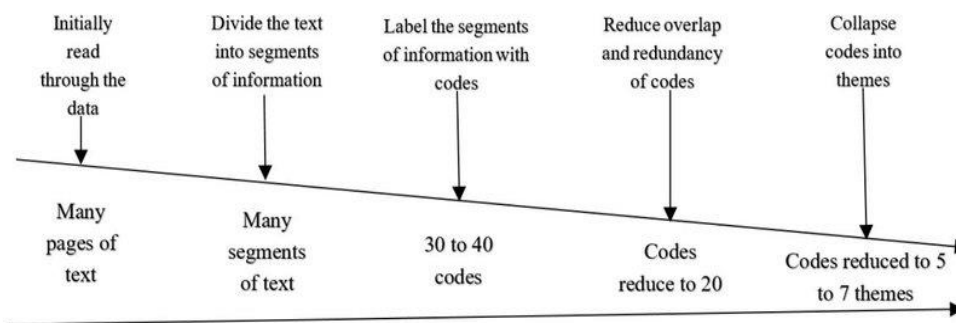 Initially
read
through the
data
Divide the text
into segments
of information
Label the segments
of information with
codes
Reduce overlap
and redundancy
of codes
Collapse
codes into
themes
Many
pages of
text
Many
segments
of text
30 to 40
codes
Codes
reduce to 20
Codes reduced to 5
to 7 themes